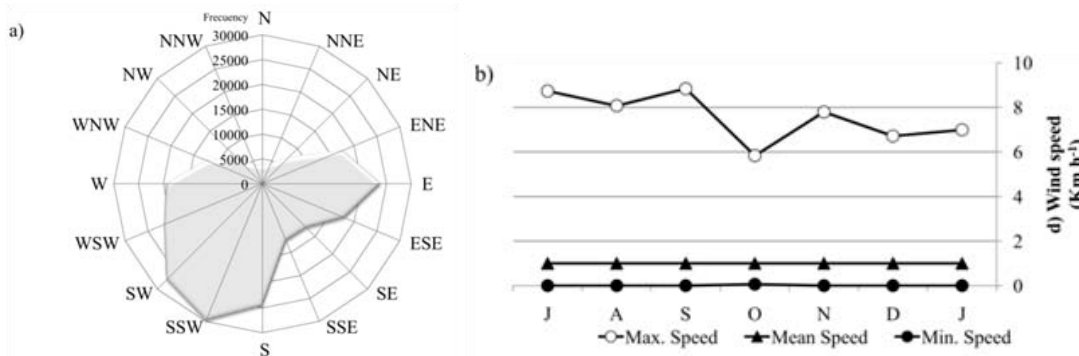 a)
Frecuency
N
NNE
NE
ENE
E
ESE
SE
SSE
S
SSW
SW
WSW
W
WNW
NW
NNW
30000
25000
20000
15000
10000
5000
0
b)
10
8
6
4
2
0
d) Wind speed
(Km h-1)
J A S O N D J
Max. Speed Mean Speed Min. Speed